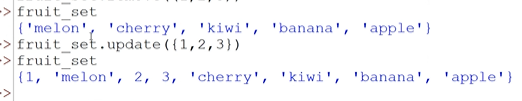 > fruit_set
{'melon', 'cherry', 'kiwi', 'banana', 'apple'}
> fruit_set.update({1,2,3})
> fruit_set
{1, 'melon', 2, 3, 'cherry', 'kiwi', 'banana', 'apple'}
>